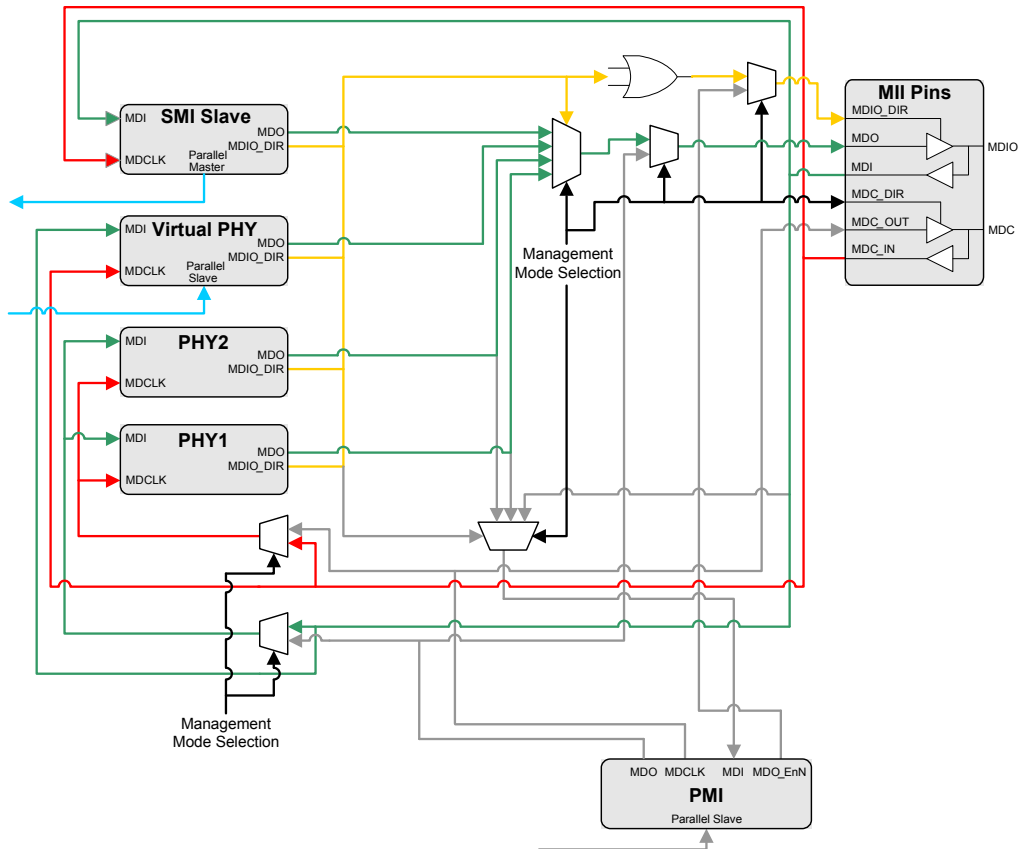 SMI Slave
MDI
MDO
MDIO_DIR
MDCLK
Parallel
Master
Virtual PHY
MDI
MDO
MDIO_DIR
MDCLK
Parallel
Slave
PHY2
MDI
MDO
MDIO_DIR
MDCLK
PHY1
MDI
MDO
MDIO_DIR
MDCLK
Management
Mode Selection
MII Pins
MDIO_DIR
MDO
MDIO
MDI
MDC_DIR
MDC_OUT
MDC
MDC_IN
Management
Mode Selection
MDO MDCLK MDI MDO_EnN
PMI
Parallel Slave